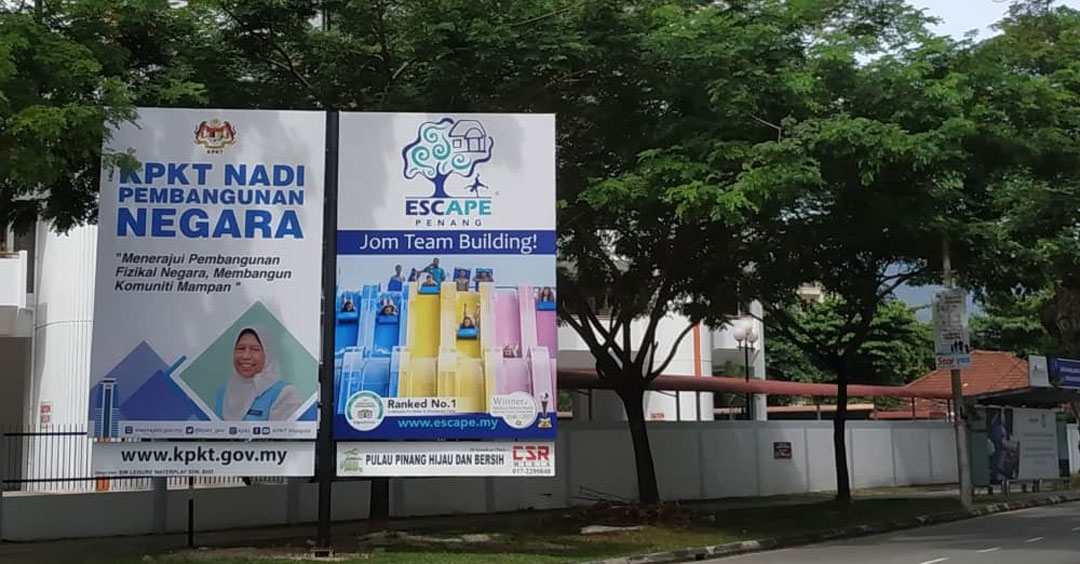 KPKT
KPKT NADI
PEMBANGUNAN
NEGARA
"Menerajui Pembangunan
Fizikal Negara, Membangun
Komuniti Mampan "
www.kpkt.gov.my
ESCAPE
PENANG
Jom Team Building!
Ranked No.1
Winner
www.escape.my
PULAU PINANG HIJAU DAN BERSIH
CSR
MEDIA